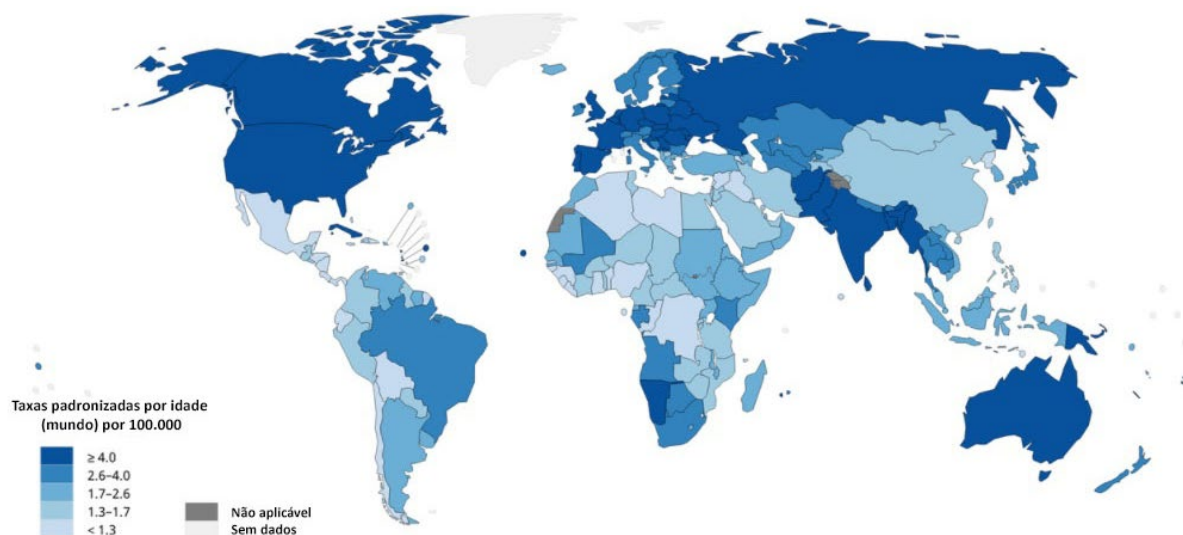 Taxas padronizadas por idade
(mundo) por 100.000
≥ 4.0
2.6–4.0
1.7–2.6
1.3–1.7
< 1.3
Não aplicável
Sem dados